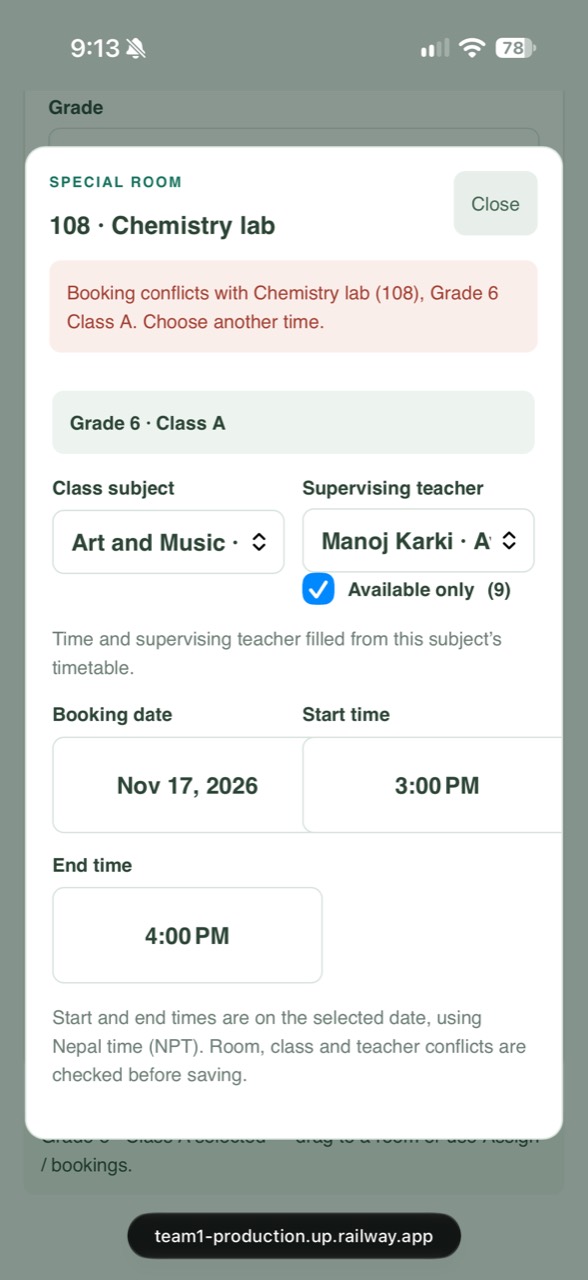 9:13
78
Grade
SPECIAL ROOM
108 · Chemistry lab
Close
Booking conflicts with Chemistry lab (108), Grade 6
Class A. Choose another time.
Grade 6 · Class A
Class subject
Supervising teacher
Art and Music ·
Manoj Karki ·
Available only (9)
Time and supervising teacher filled from this subject's
timetable.
Booking date
Start time
Nov 17, 2026
3:00 PM
End time
4:00 PM
Start and end times are on the selected date, using
Nepal time (NPT). Room, class and teacher conflicts are
checked before saving.
/ bookings.
team1-production.up.railway.app